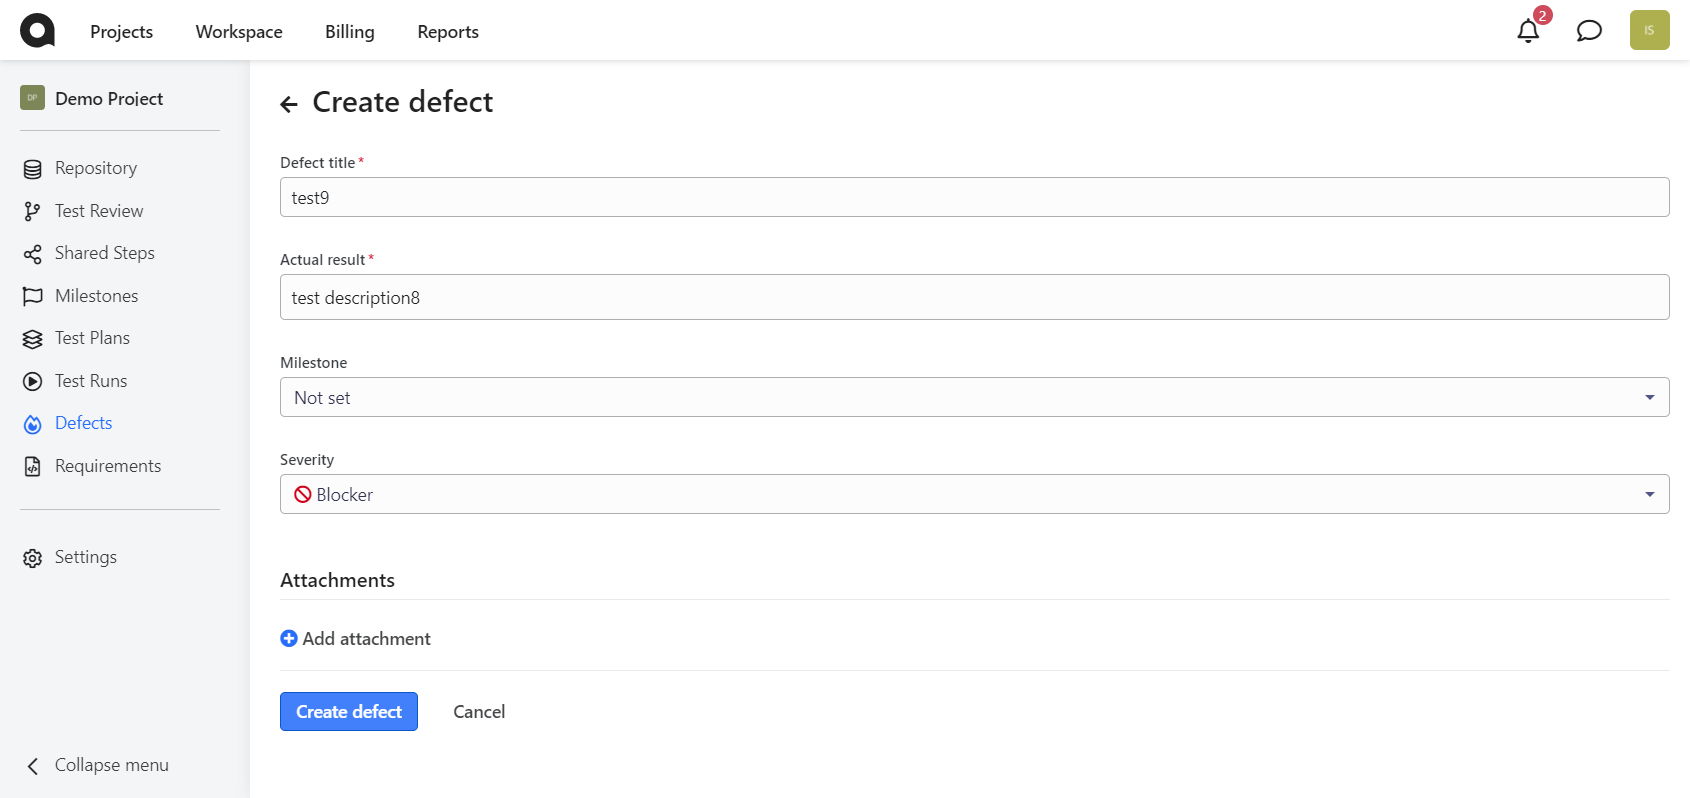 Projects Workspace Billing Reports 2 IS
DP Demo Project
Repository
Test Review
Shared Steps
Milestones
Test Plans
Test Runs
Defects
Requirements
Settings
Collapse menu
Create defect
Defect title *
test9
Actual result *
test description8
Milestone
Not set
Severity
Blocker
Attachments
Add attachment
Create defect Cancel